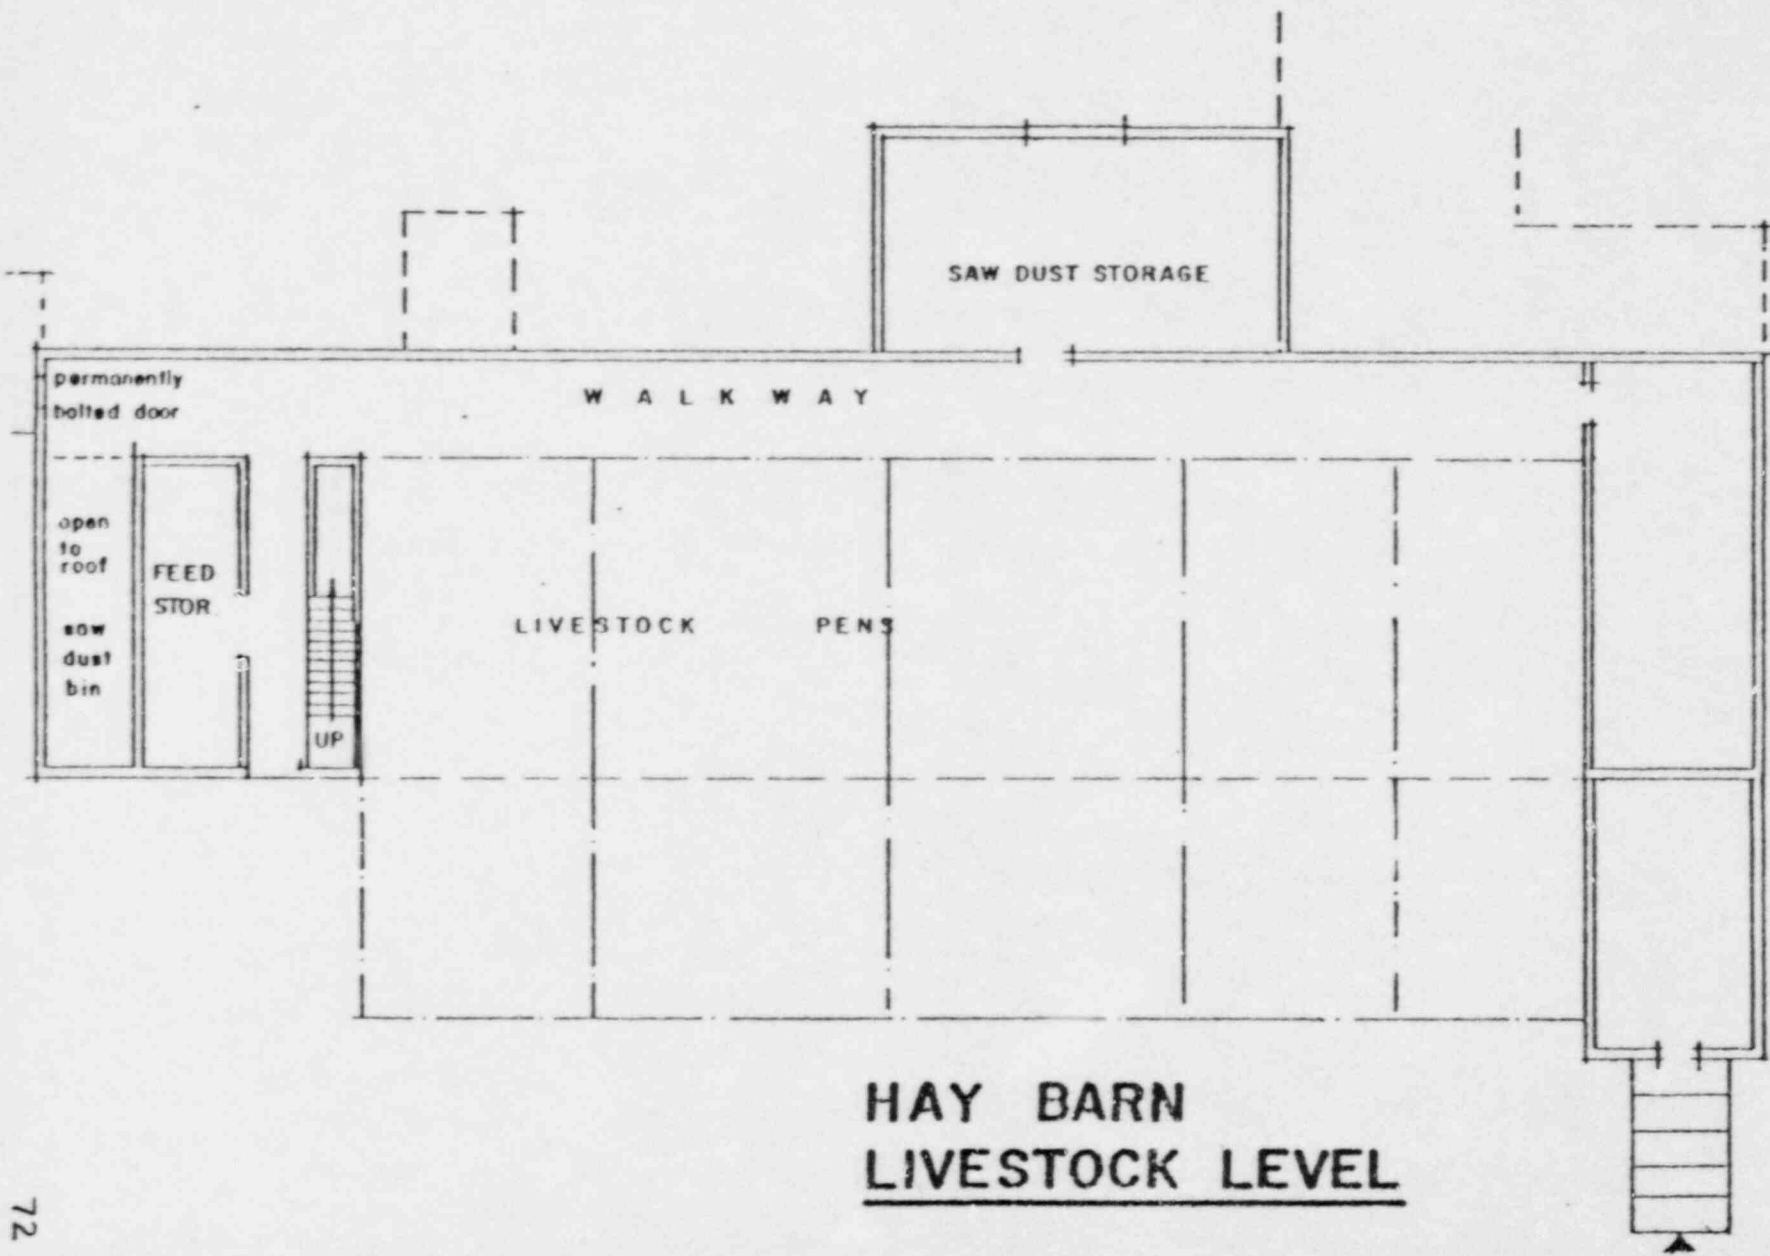 SAW DUST STORAGE
permanently
bolted door
W A L K W A Y
open
to
roof
saw
dust
bin
FEED
STOR.
UP
LIVESTOCK PENS
HAY BARN
LIVESTOCK LEVEL
72